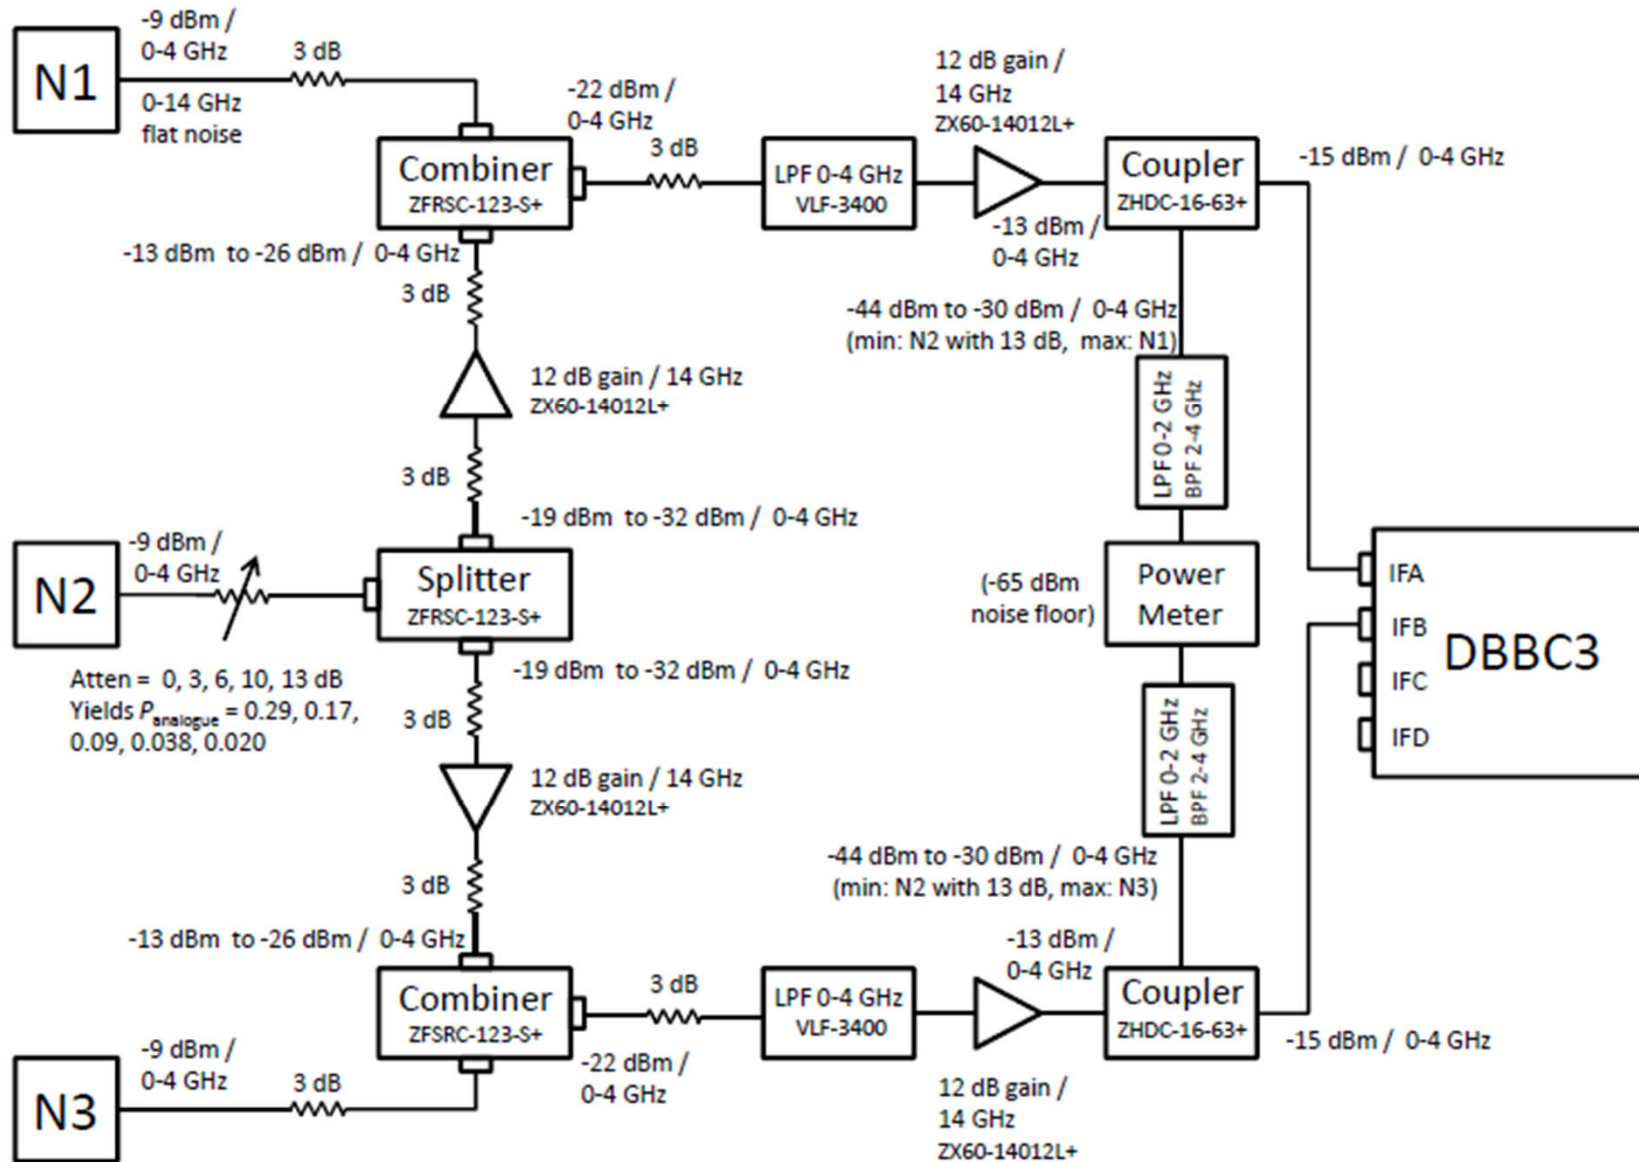 -9 dBm /
0-4 GHz
N1
3 dB
0-14 GHz
flat noise
-22 dBm /
0-4 GHz
3 dB
Combiner
ZFRSC-123-S+
LPF 0-4 GHz
VLF-3400
12 dB gain /
14 GHz
ZX60-14012L+
-13 dBm /
0-4 GHz
Coupler
ZHDC-16-63+
-15 dBm / 0-4 GHz
-13 dBm to -26 dBm / 0-4 GHz
3 dB
-44 dBm to -30 dBm / 0-4 GHz
(min: N2 with 13 dB, max: N1)
12 dB gain / 14 GHz
ZX60-14012L+
LPF 0-2 GHz
BPF 2-4 GHz
3 dB
-19 dBm to -32 dBm / 0-4 GHz
-9 dBm /
0-4 GHz
N2
Splitter
ZFRSC-123-S+
(-65 dBm
noise floor)
Power
Meter
IFA
IFB
IFC
IFD
DBBC3
-19 dBm to -32 dBm / 0-4 GHz
Atten = 0, 3, 6, 10, 13 dB
Yields Panalogue = 0.29, 0.17,
0.09, 0.038, 0.020
3 dB
12 dB gain / 14 GHz
ZX60-14012L+
LPF 0-2 GHz
BPF 2-4 GHz
3 dB
-44 dBm to -30 dBm / 0-4 GHz
(min: N2 with 13 dB, max: N3)
-13 dBm to -26 dBm / 0-4 GHz
-13 dBm /
0-4 GHz
Combiner
ZFSRC-123-S+
3 dB
LPF 0-4 GHz
VLF-3400
Coupler
ZHDC-16-63+
-15 dBm / 0-4 GHz
-22 dBm /
0-4 GHz
-9 dBm /
0-4 GHz
N3
3 dB
12 dB gain /
14 GHz
ZX60-14012L+